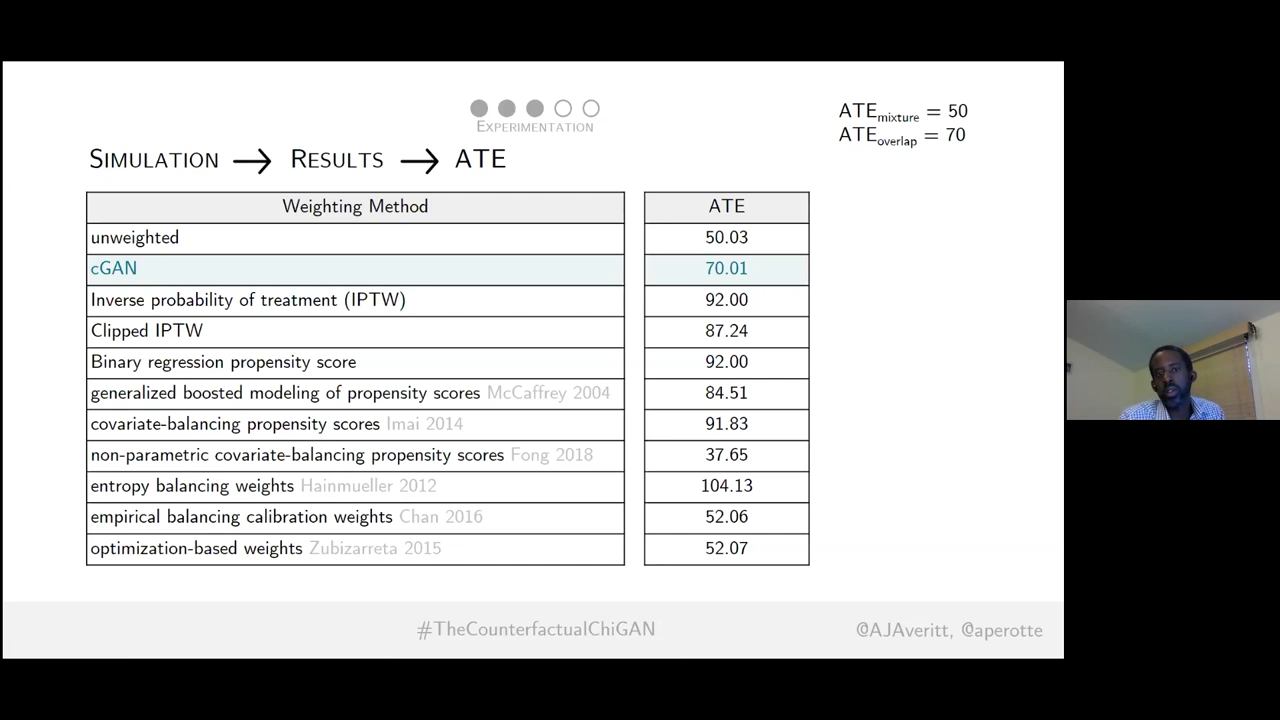 EXPERIMENTATION
ATEmixture = 50
ATEoverlap = 70
SIMULATION → RESULTS → ATE
Weighting Method ATE
unweighted 50.03
cGAN 70.01
Inverse probability of treatment (IPTW) 92.00
Clipped IPTW 87.24
Binary regression propensity score 92.00
generalized boosted modeling of propensity scores McCaffrey 2004 84.51
covariate-balancing propensity scores Imai 2014 91.83
non-parametric covariate-balancing propensity scores Fong 2018 37.65
entropy balancing weights Hainmueller 2012 104.13
empirical balancing calibration weights Chan 2016 52.06
optimization-based weights Zubizarreta 2015 52.07
#TheCounterfactualChiGAN @AJAveritt, @aperotte